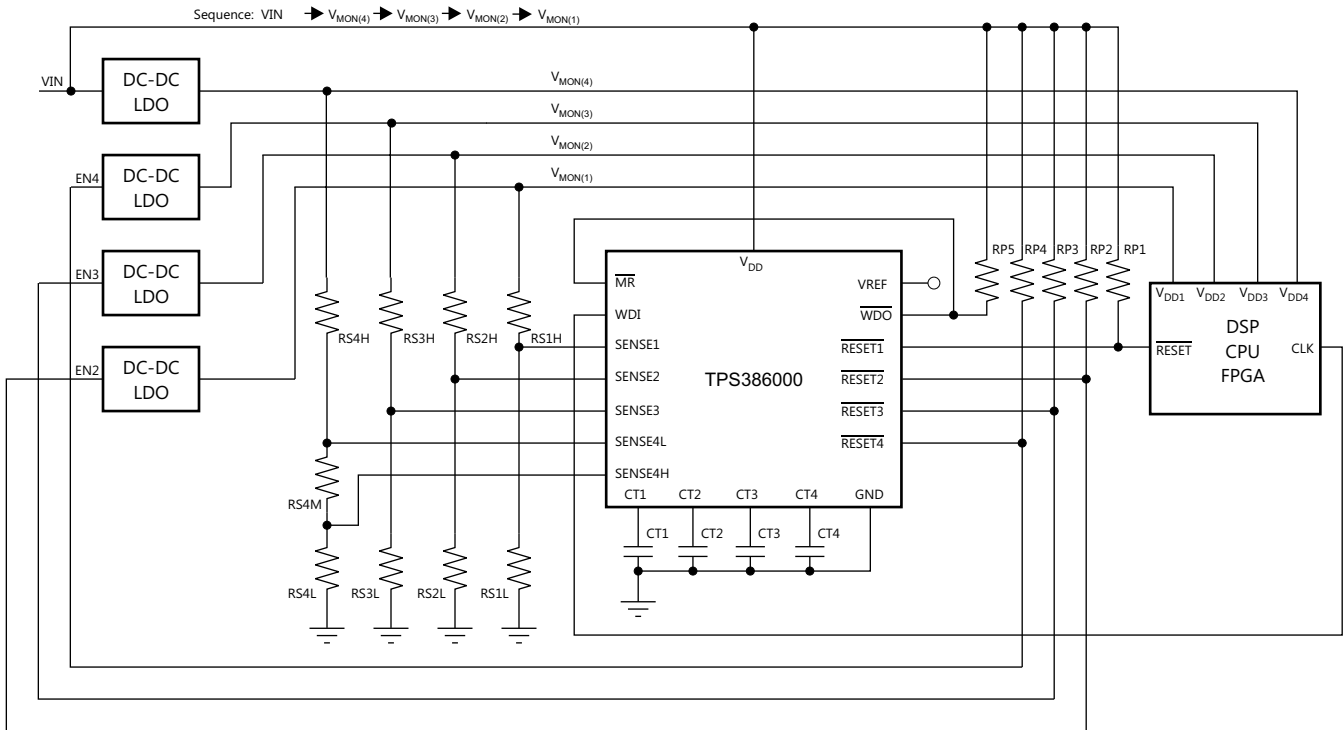 Sequence: VIN → VMON(4) → VMON(3) → VMON(2) → VMON(1)
VIN
DC-DC
LDO
VMON(4)
VMON(3)
EN4
DC-DC
LDO
VMON(2)
VMON(1)
EN3
DC-DC
LDO
EN2
DC-DC
LDO
RS4H
RS3H
RS2H
RS1H
RS4M
RS4L
RS3L
RS2L
RS1L
VDD
MR
WDI
SENSE1
SENSE2
SENSE3
SENSE4L
SENSE4H
TPS386000
VREF
WDO
RESET1
RESET2
RESET3
RESET4
CT1
CT2
CT3
CT4
GND
CT1
CT2
CT3
CT4
RP5
RP4
RP3
RP2
RP1
VDD1
VDD2
VDD3
VDD4
RESET
DSP
CPU
FPGA
CLK